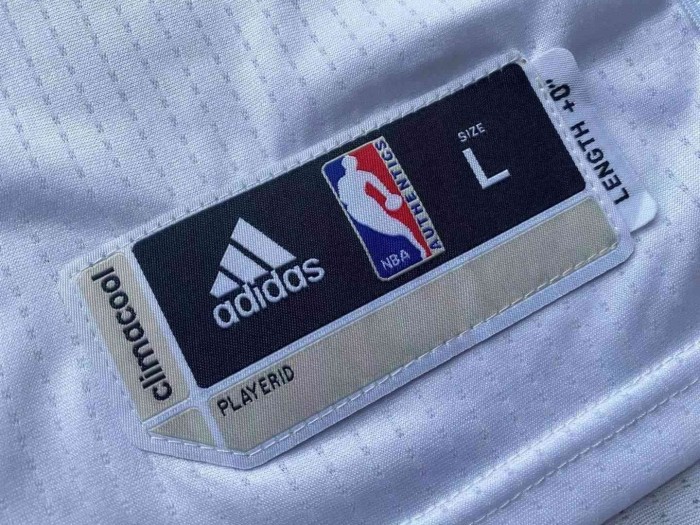 climacool
adidas
NBA
AUTHENTICS
SIZE
L
LENGTH +0"
PLAYERID